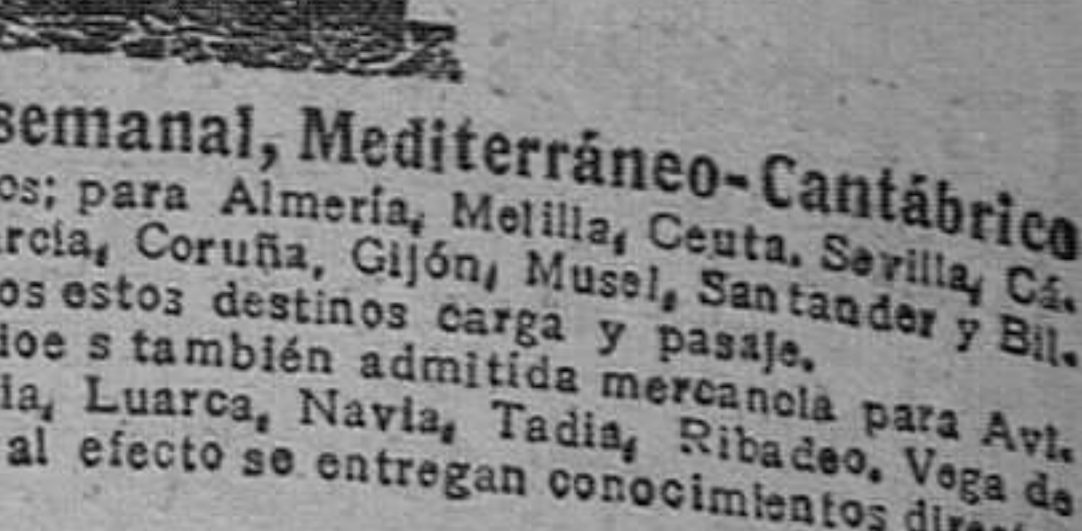 semanal, Mediterráneo-Cantábrico
os; para Almería, Melilla, Ceuta. Sevilla, Cá.
arcía, Coruña, Gijón, Musel, Santander y Bil.
os estos destinos carga y pasaje.
ioe s también admitida mercancía para Avi.
ia, Luarca, Navia, Tadia, Ribadeo. Vega de
al efecto se entregan conocimientos